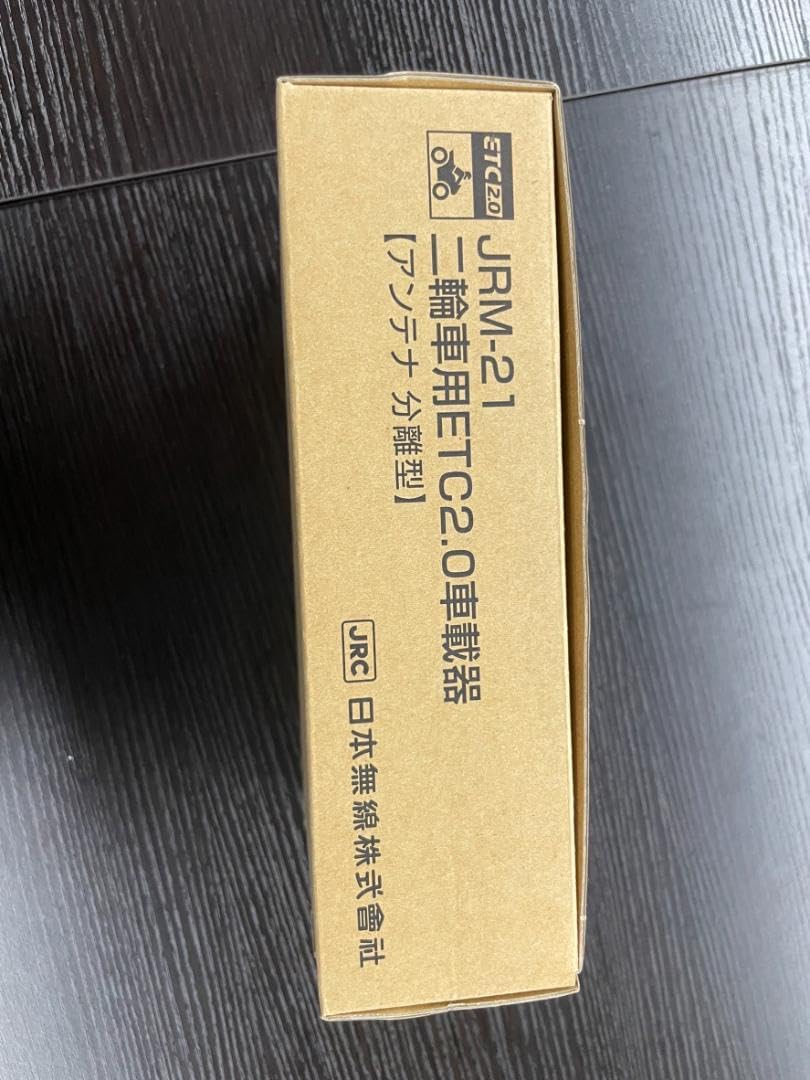 ETC2.0
JRM-21
二輪車用ETC2.0車載器
【アンテナ 分離型】
JRC 日本無線株式會社